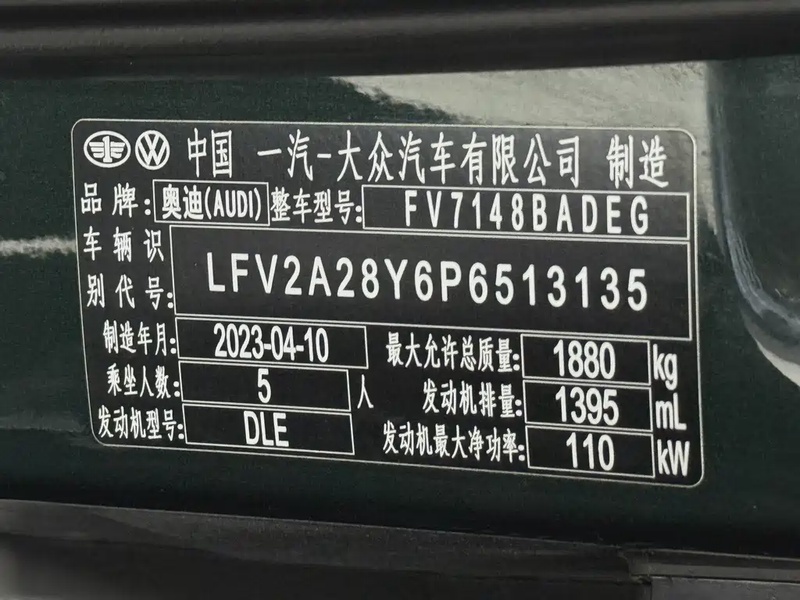 中国 一汽-大众汽车有限公司 制造
品牌: 奥迪(AUDI) 整车型号: FV7148BADEG
车辆识别代号: LFV2A28Y6P6513135
制造年月: 2023-04-10 最大允许总质量: 1880 kg
乘坐人数: 5 人 发动机排量: 1395 mL
发动机型号: DLE 发动机最大净功率: 110 kW